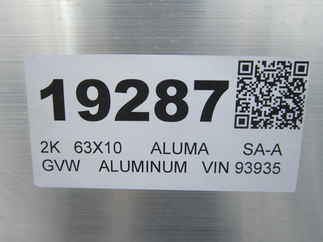 19287
2K 63X10 ALUMA SA-A
GVW ALUMINUM VIN 93935